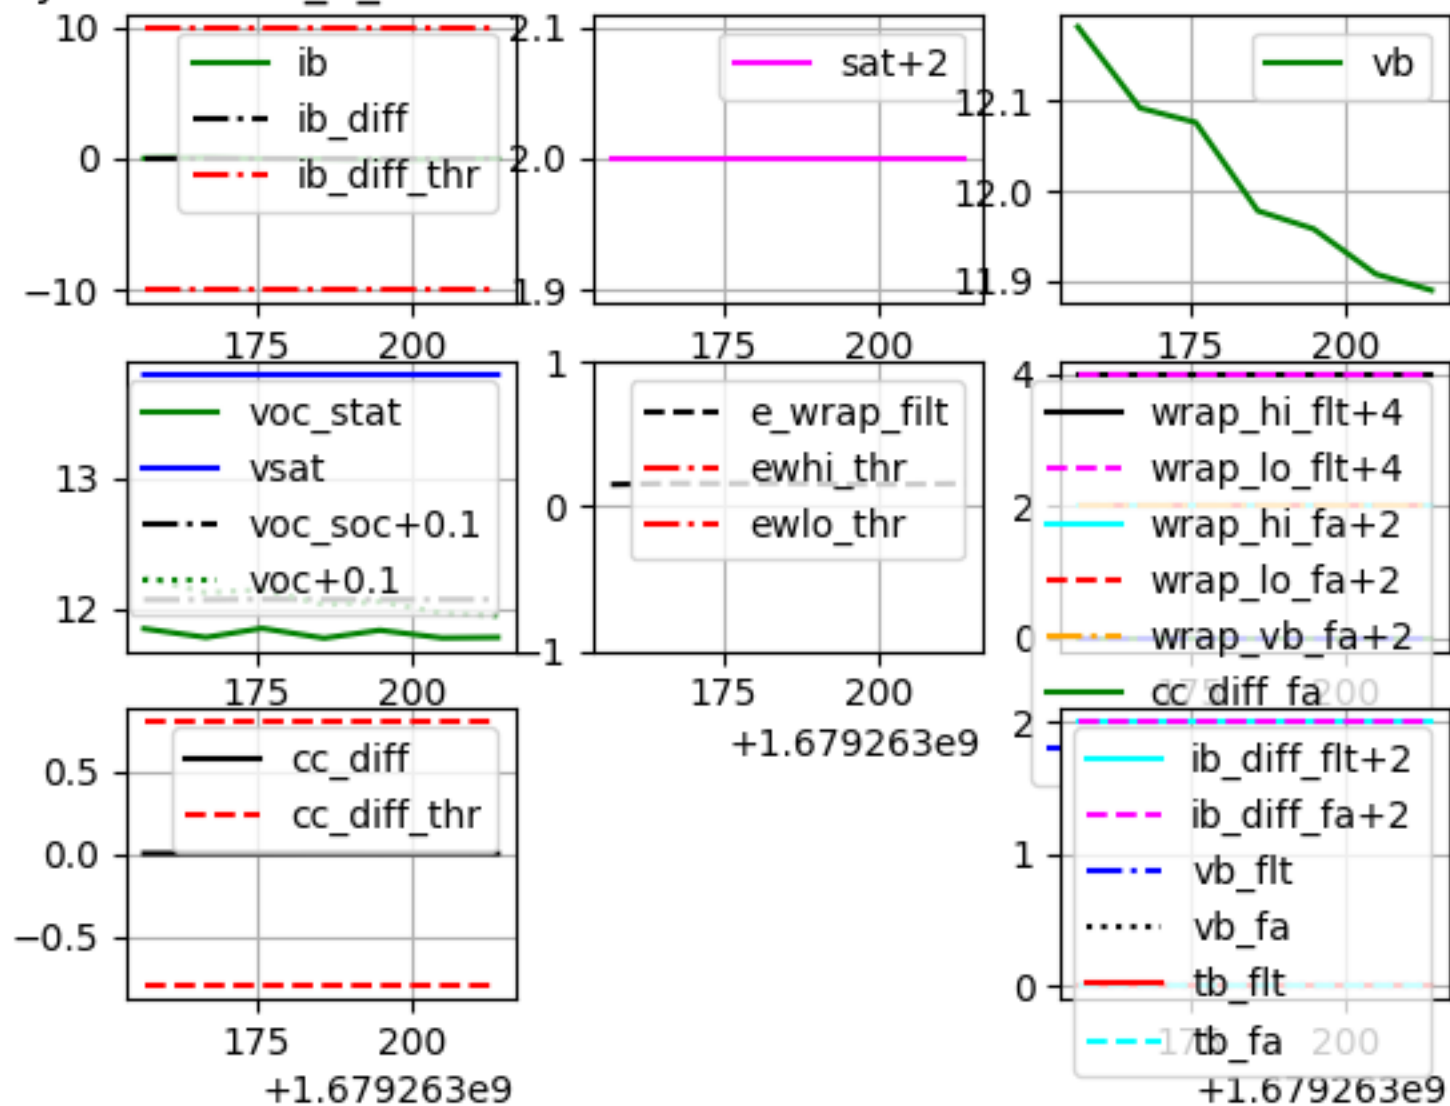 10
ib
ib_diff
0
ib_diff_thr
−10
175 200
2.1
sat+2
2.0
1.9
175 200
vb
12.1
12.0
11.9
175 200
voc_stat
vsat
13
voc_soc+0.1
voc+0.1
12
175 200
1
e_wrap_filt
ewhi_thr
0
ewlo_thr
−1
175 200
+1.679263e9
4
wrap_hi_flt+4
wrap_lo_flt+4
2
wrap_hi_fa+2
wrap_lo_fa+2
0
wrap_vb_fa+2
175 200
cc_diff_fa
cc_diff
0.5
cc_diff_thr
0.0
−0.5
175 200
+1.679263e9
2
ib_diff_flt+2
ib_diff_fa+2
1
vb_flt
vb_fa
0
tb_flt
tb_fa
175 200
+1.679263e9